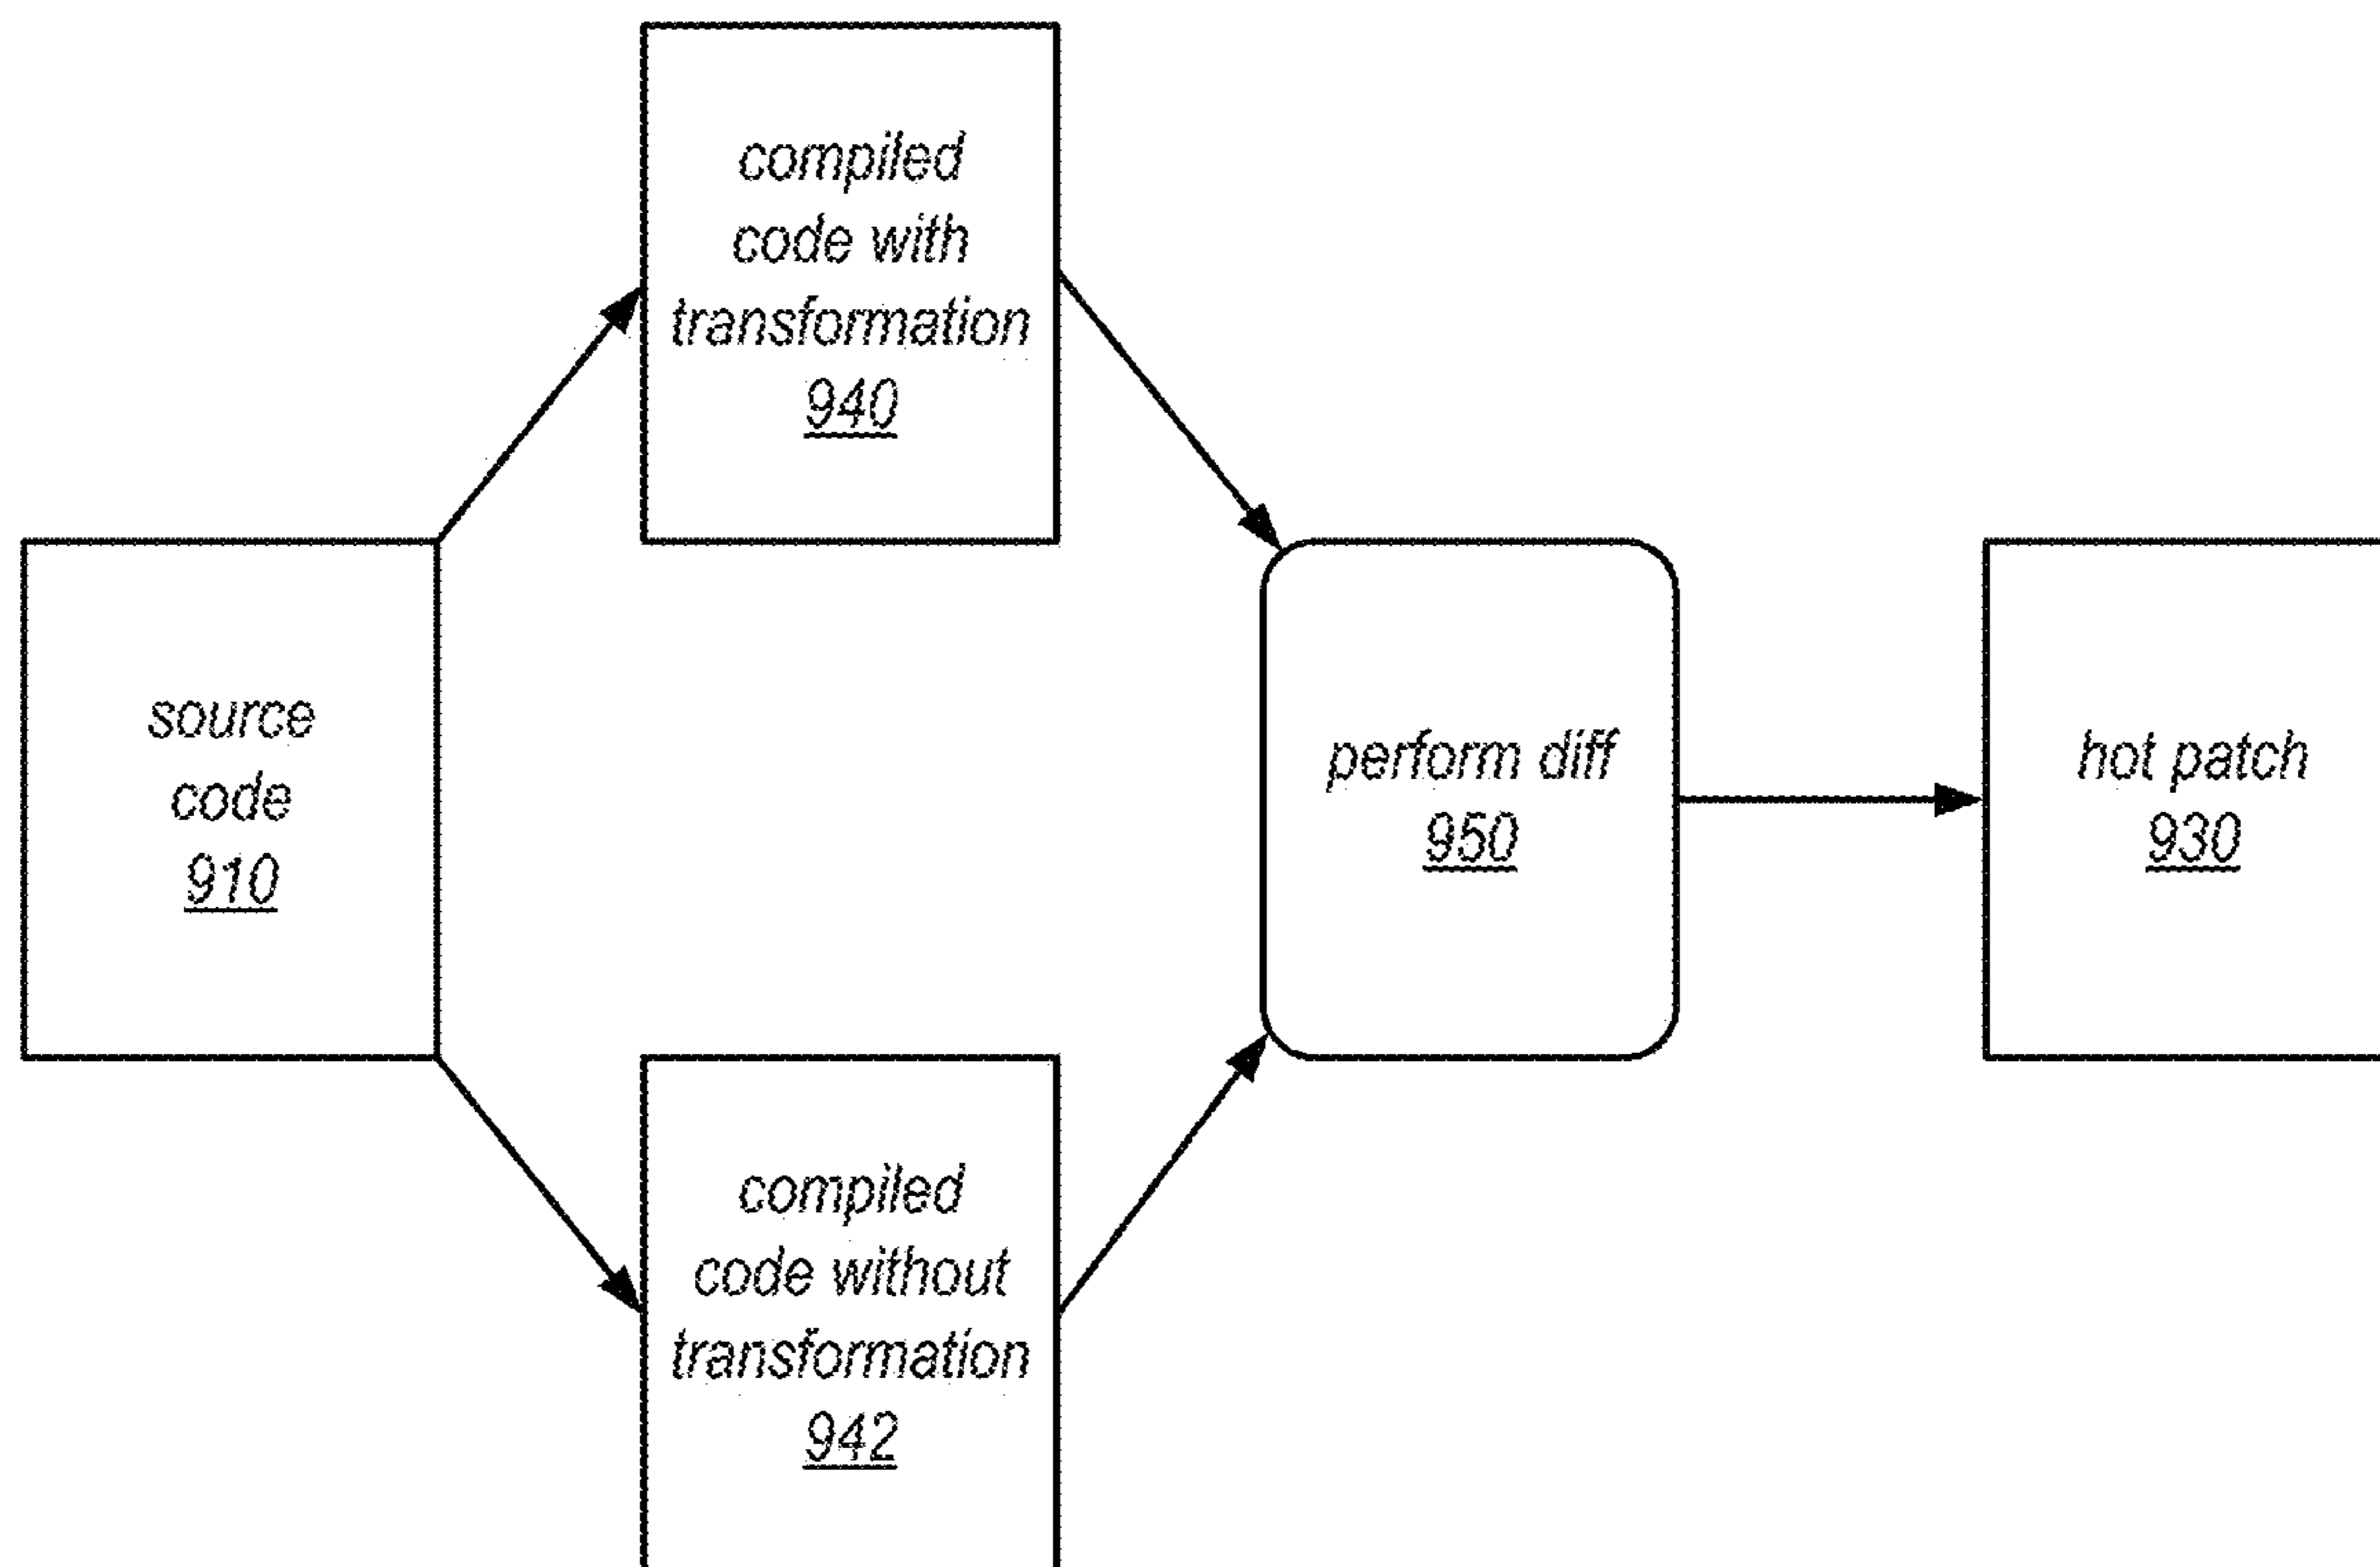 compiled
code with
transformation
940
source
code
910
perform diff
950
hot patch
930
compiled
code without
transformation
942